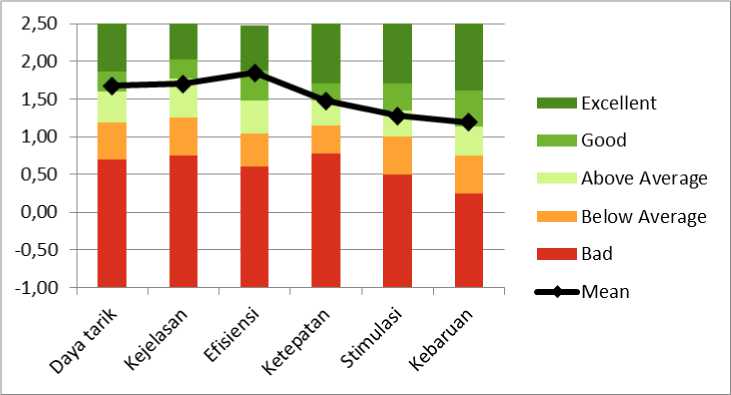 2,50
2,00
1,50
1,00
0,50
0,00
-0,50
-1,00
Daya tarik
Kejelasan
Efisiensi
Ketepatan
Stimulasi
Kebaruan
Excellent
Good
Above Average
Below Average
Bad
Mean